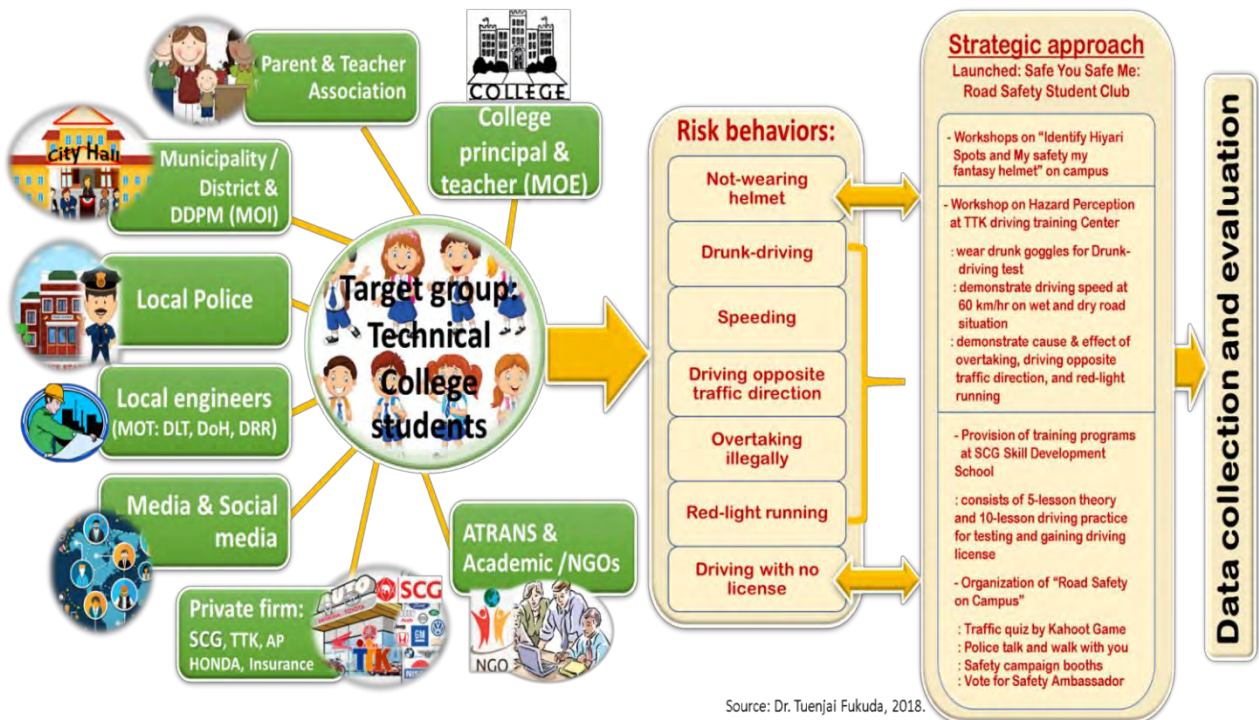 Parent & Teacher
Association
COLLEGE
College
principal &
teacher (MOE)
City Hall
Municipality /
District &
DDPM (MOI)
Local Police
Local engineers
(MOT: DLT, DoH, DRR)
Media & Social
media
Private firm:
SCG, TTK, AP
HONDA, Insurance
SCG
TTK
GM
ATRANS &
Academic /NGOs
NGO
Target group:
Technical
College
students
Risk behaviors:
Not-wearing
helmet
Drunk-driving
Speeding
Driving opposite
traffic direction
Overtaking
illegally
Red-light running
Driving with no
license
Strategic approach
Launched: Safe You Safe Me:
Road Safety Student Club
- Workshops on "Identify Hiyari
Spots and My safety my
fantasy helmet" on campus
- Workshop on Hazard Perception
at TTK driving training Center
: wear drunk goggles for Drunk-
driving test
: demonstrate driving speed at
60 km/hr on wet and dry road
situation
: demonstrate cause & effect of
overtaking, driving opposite
traffic direction, and red-light
running
- Provision of training programs
at SCG Skill Development
School
: consists of 5-lesson theory
and 10-lesson driving practice
for testing and gaining driving
license
- Organization of "Road Safety
on Campus"
: Traffic quiz by Kahoot Game
: Police talk and walk with you
: Safety campaign booths
: Vote for Safety Ambassador
Data collection and evaluation
Source: Dr. Tuenjai Fukuda, 2018.